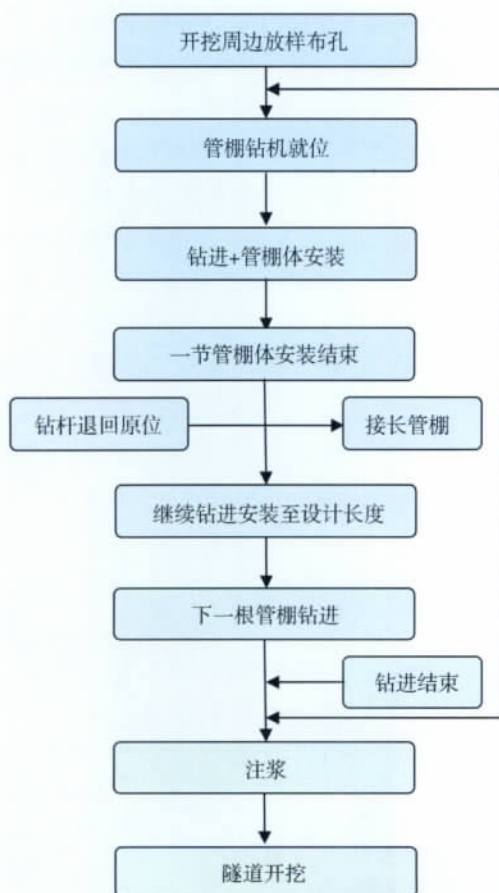 开挖周边放样布孔
管棚钻机就位
钻进+管棚体安装
一节管棚体安装结束
钻杆退回原位
接长管棚
继续钻进安装至设计长度
下一根管棚钻进
钻进结束
注浆
隧道开挖